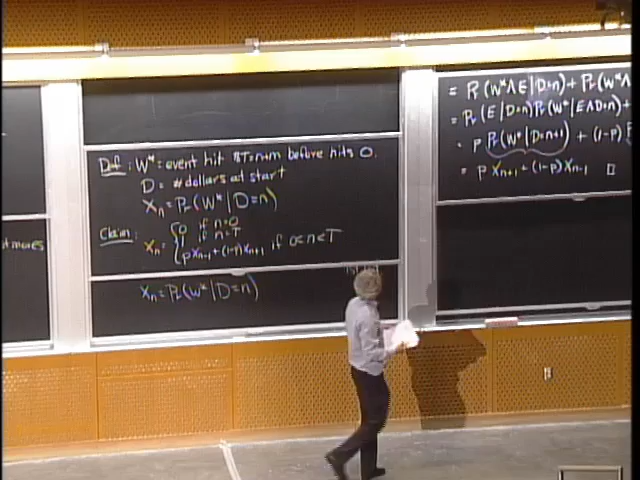 t moves
Def: W* = event hit $T=n+m before hits 0.
D = # dollars at start
Xn = Pr(W* | D=n)
Claim: Xn = { 0 if n=0
1 if n=T
pXn-1 + (1-p)Xn+1 if 0<n<T
Xn = Pr(W* | D=n)
= Pr(W*∧E | D=n) + Pr(W*∧
= Pr(E | D=n) Pr(W* | E∧D=n) +
= p Pr(W* | D=n+1) + (1-p)
= p Xn+1 + (1-p) Xn-1 □